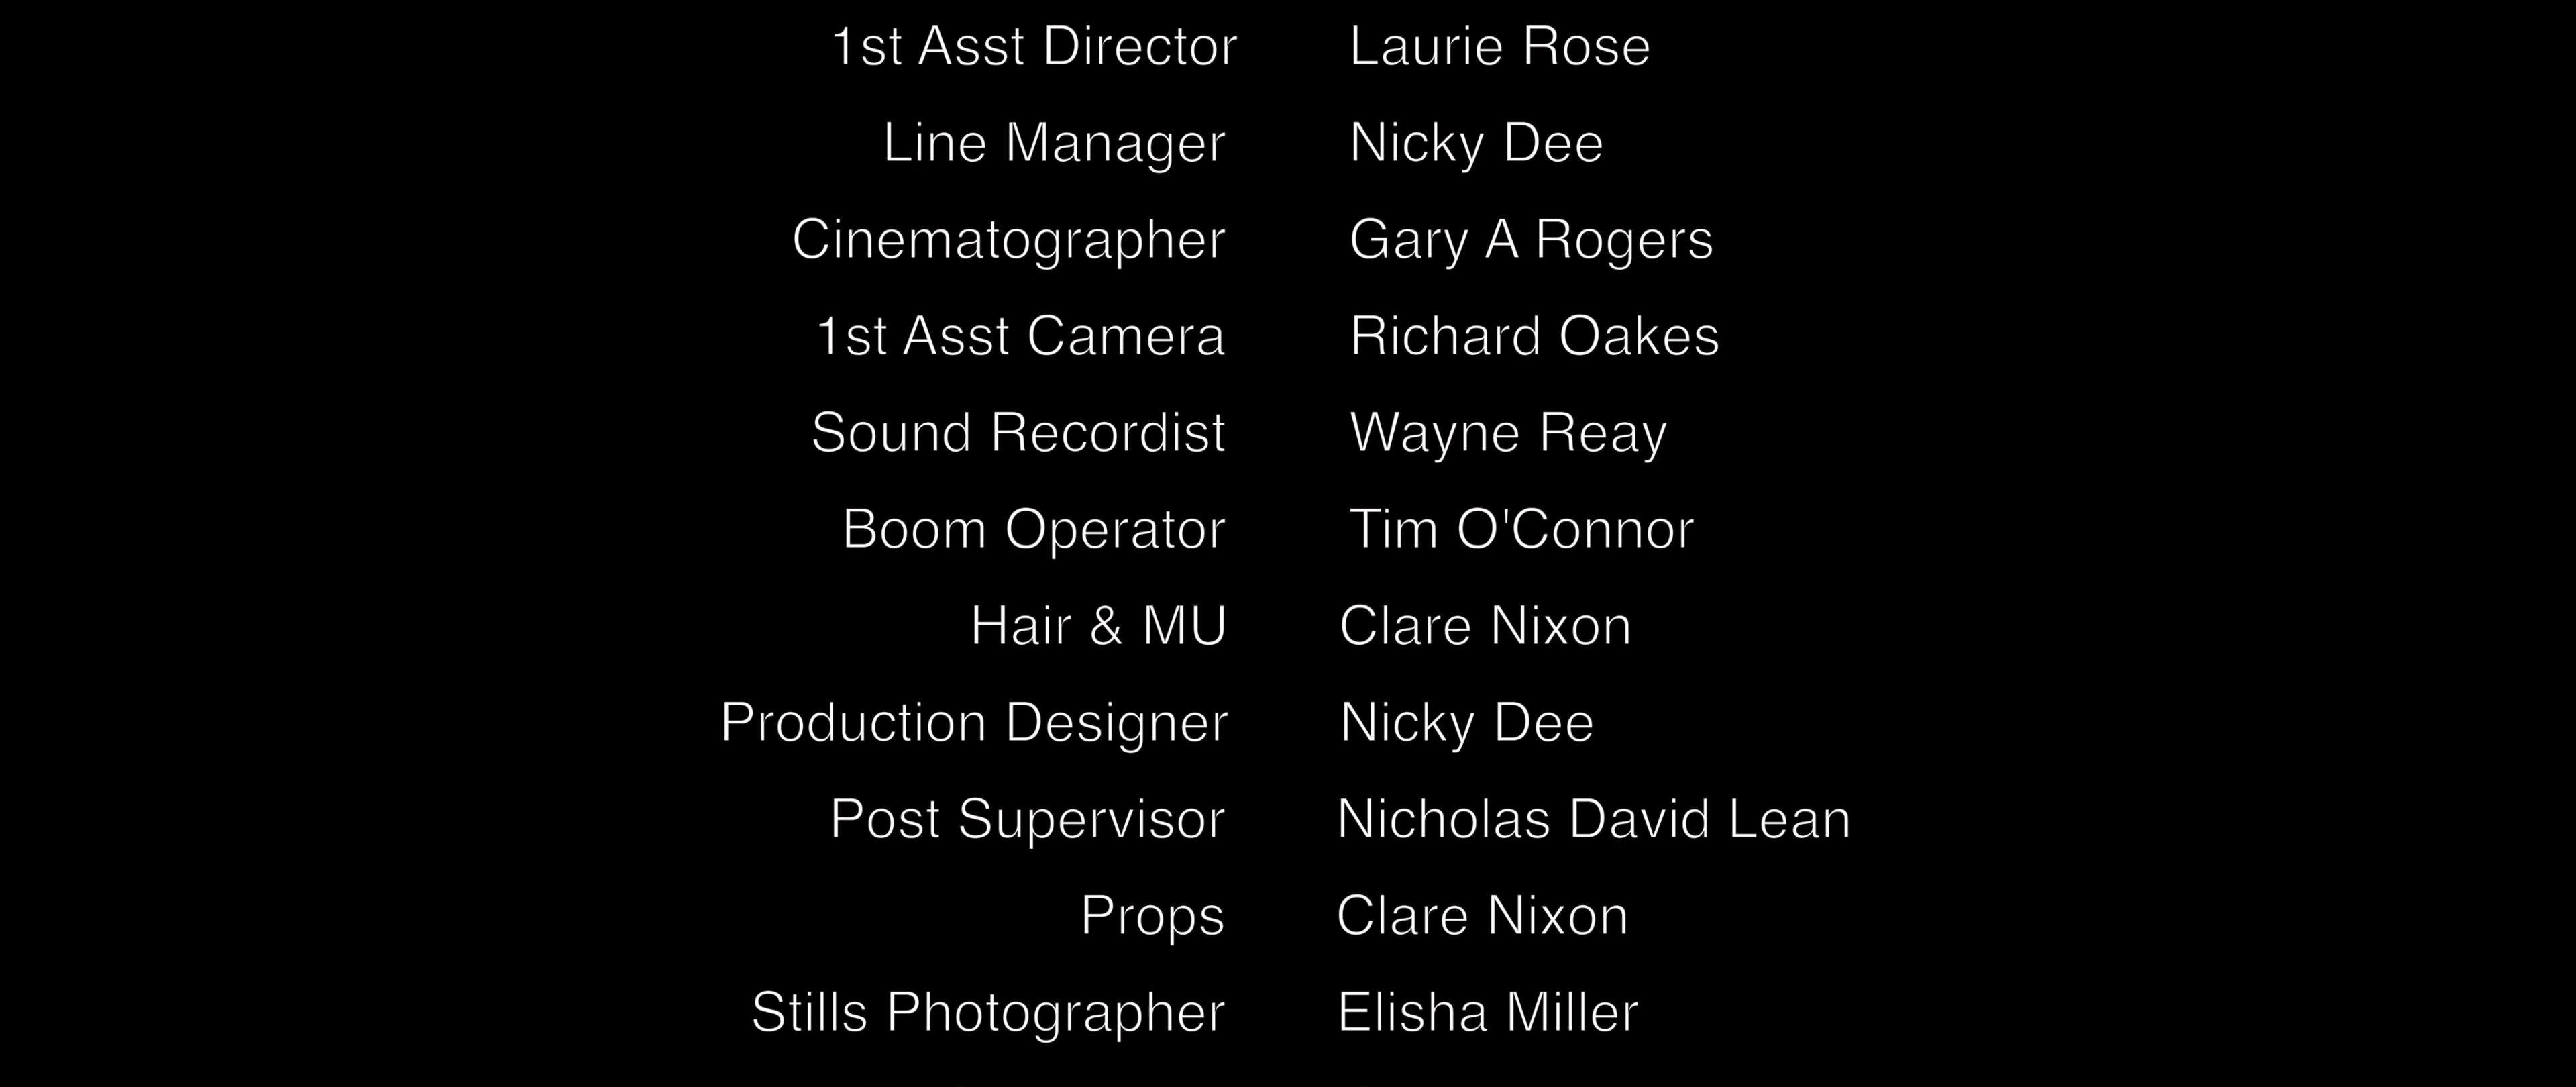 1st Asst Director Laurie Rose
Line Manager Nicky Dee
Cinematographer Gary A Rogers
1st Asst Camera Richard Oakes
Sound Recordist Wayne Reay
Boom Operator Tim O'Connor
Hair & MU Clare Nixon
Production Designer Nicky Dee
Post Supervisor Nicholas David Lean
Props Clare Nixon
Stills Photographer Elisha Miller